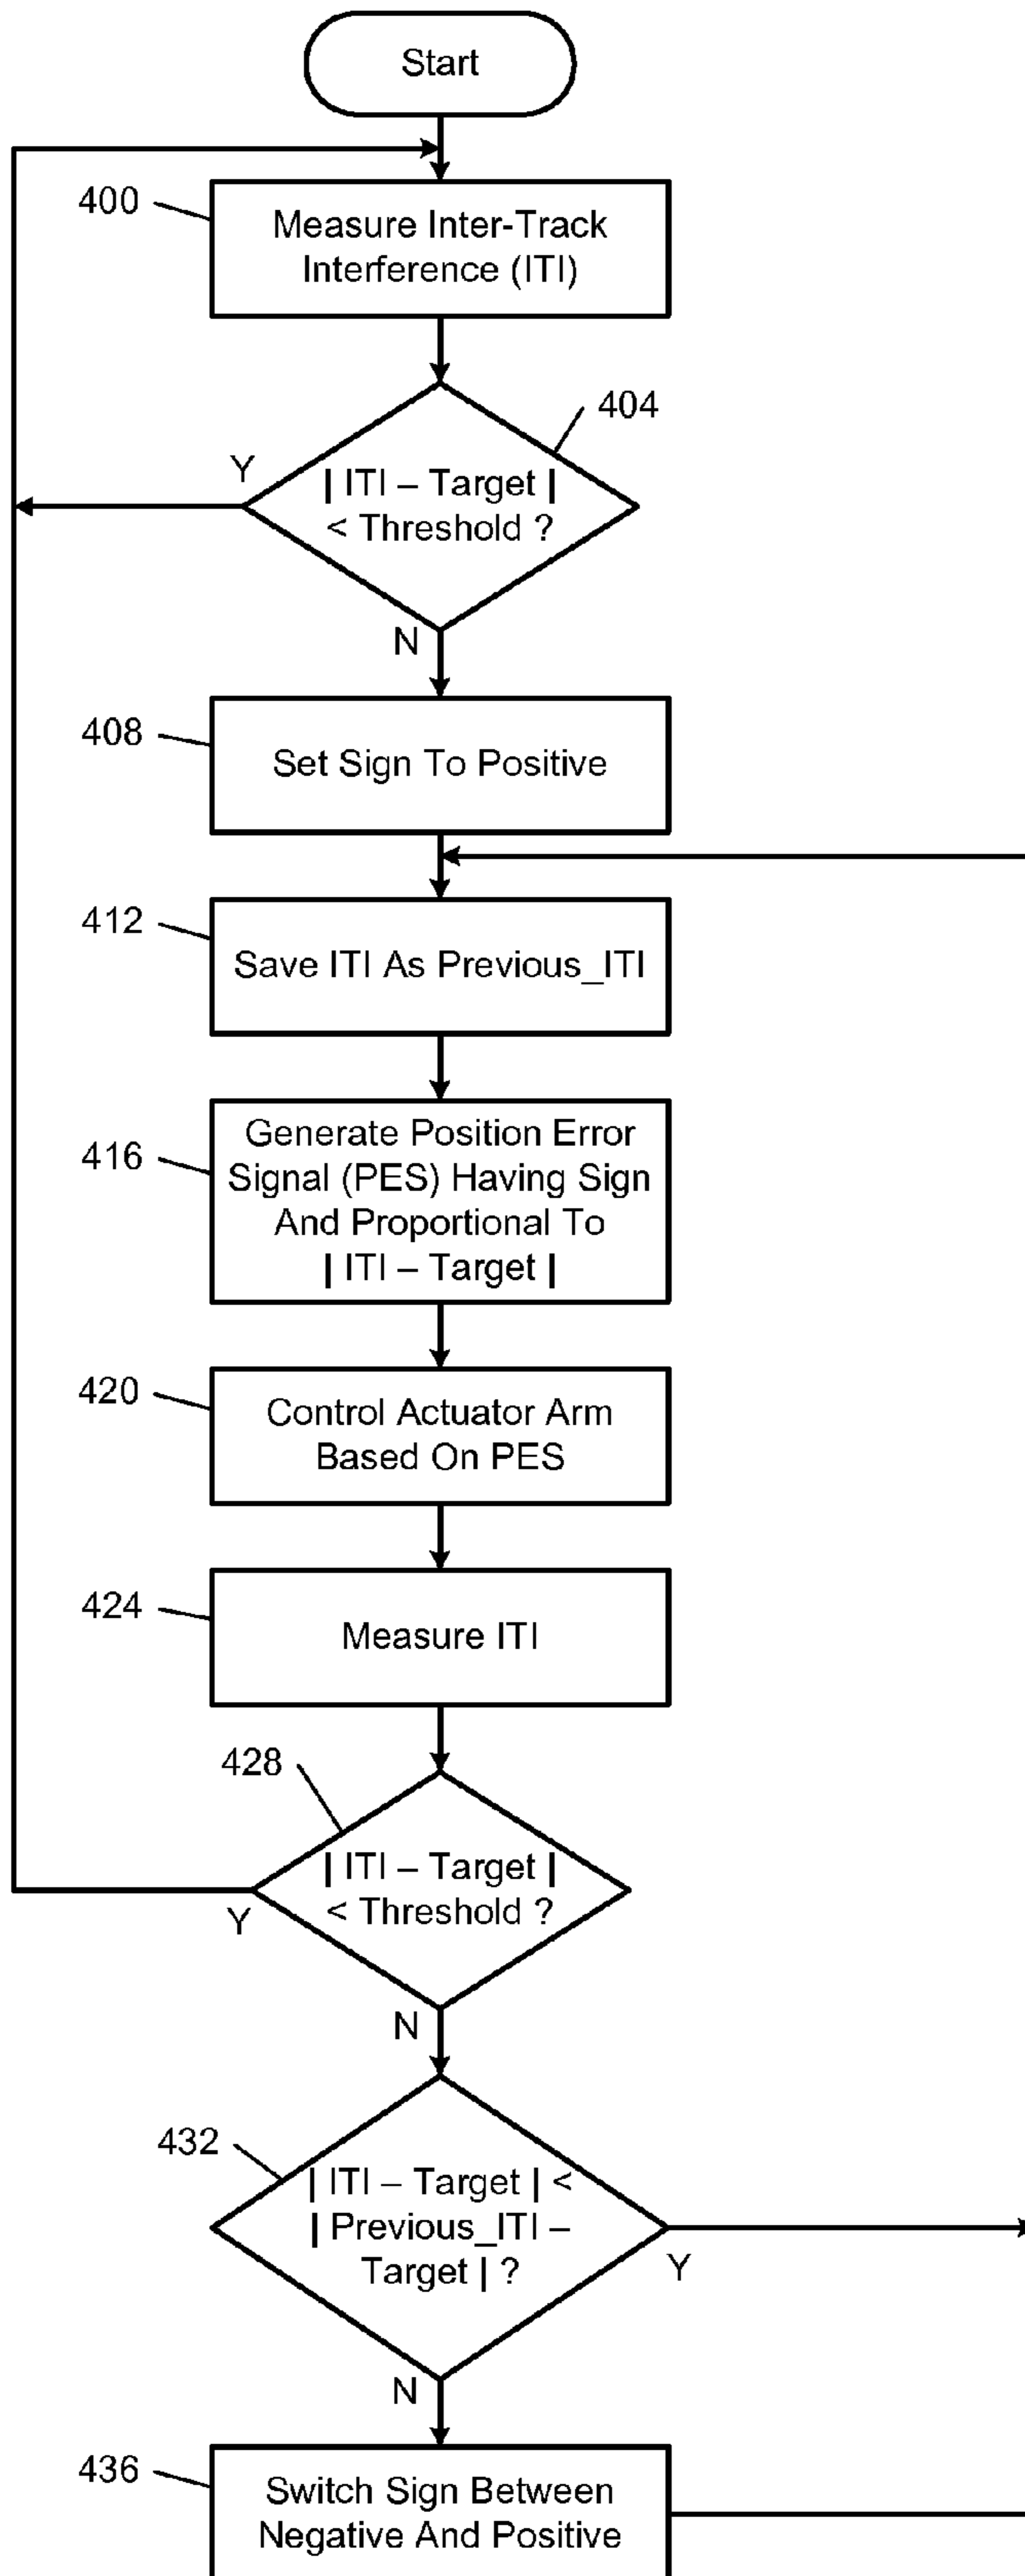 Start
400
Measure Inter-Track
Interference (ITI)
404
Y
| ITI – Target |
< Threshold ?
N
408
Set Sign To Positive
412
Save ITI As Previous_ITI
416
Generate Position Error
Signal (PES) Having Sign
And Proportional To
| ITI – Target |
420
Control Actuator Arm
Based On PES
424
Measure ITI
428
| ITI – Target |
< Threshold ?
Y
N
432
| ITI – Target | <
| Previous_ITI –
Target | ?
Y
N
436
Switch Sign Between
Negative And Positive